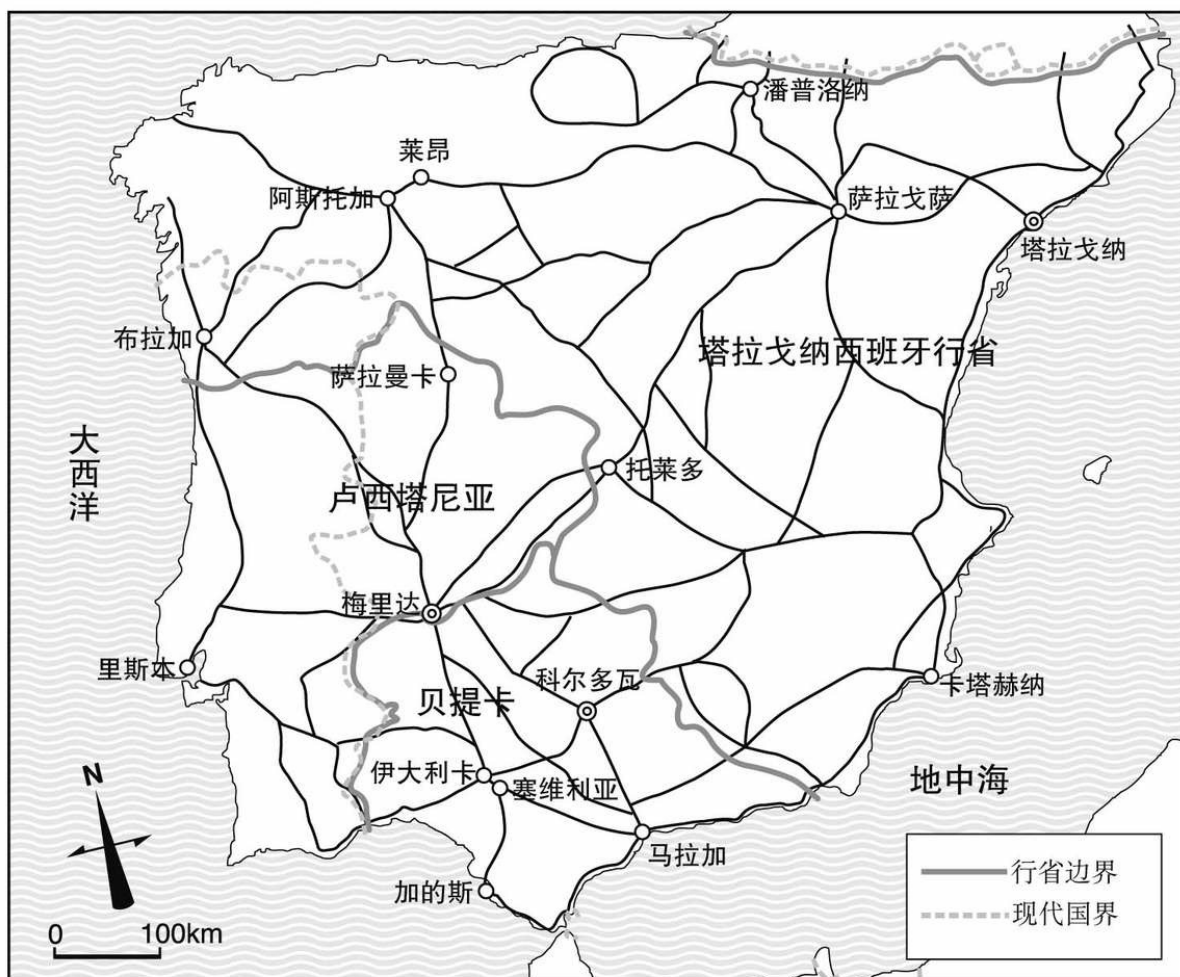 潘普洛纳
莱昂
阿斯托加
萨拉戈萨
塔拉戈纳
布拉加
塔拉戈纳西班牙行省
萨拉曼卡
大西洋
托莱多
卢西塔尼亚
梅里达
里斯本
科尔多瓦
卡塔赫纳
贝提卡
伊大利卡
塞维利亚
地中海
N
马拉加
加的斯
行省边界
现代国界
0 100km